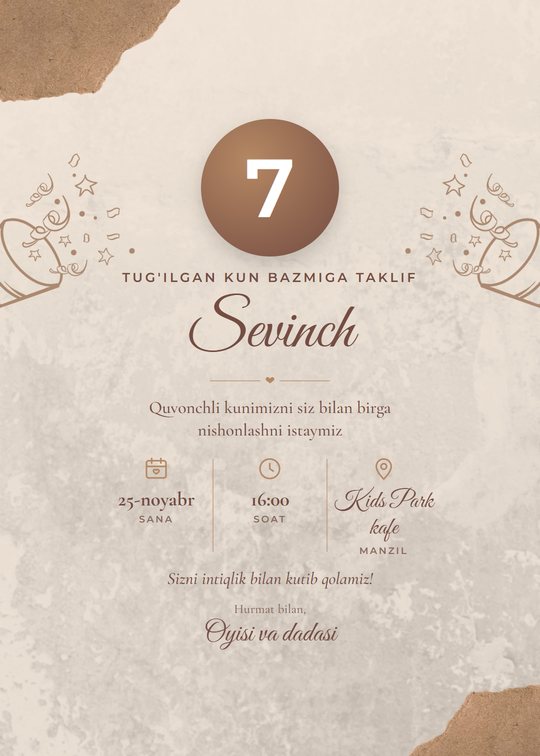 7
TUG'ILGAN KUN BAZMIGA TAKLIF
Sevinch
Quvonchli kunimizni siz bilan birga
nishonlashni istaymiz
25-noyabr
SANA
16:00
SOAT
Kids Park
kafe
MANZIL
Sizni intiqlik bilan kutib qolamiz!
Hurmat bilan,
Oyisi va dadasi